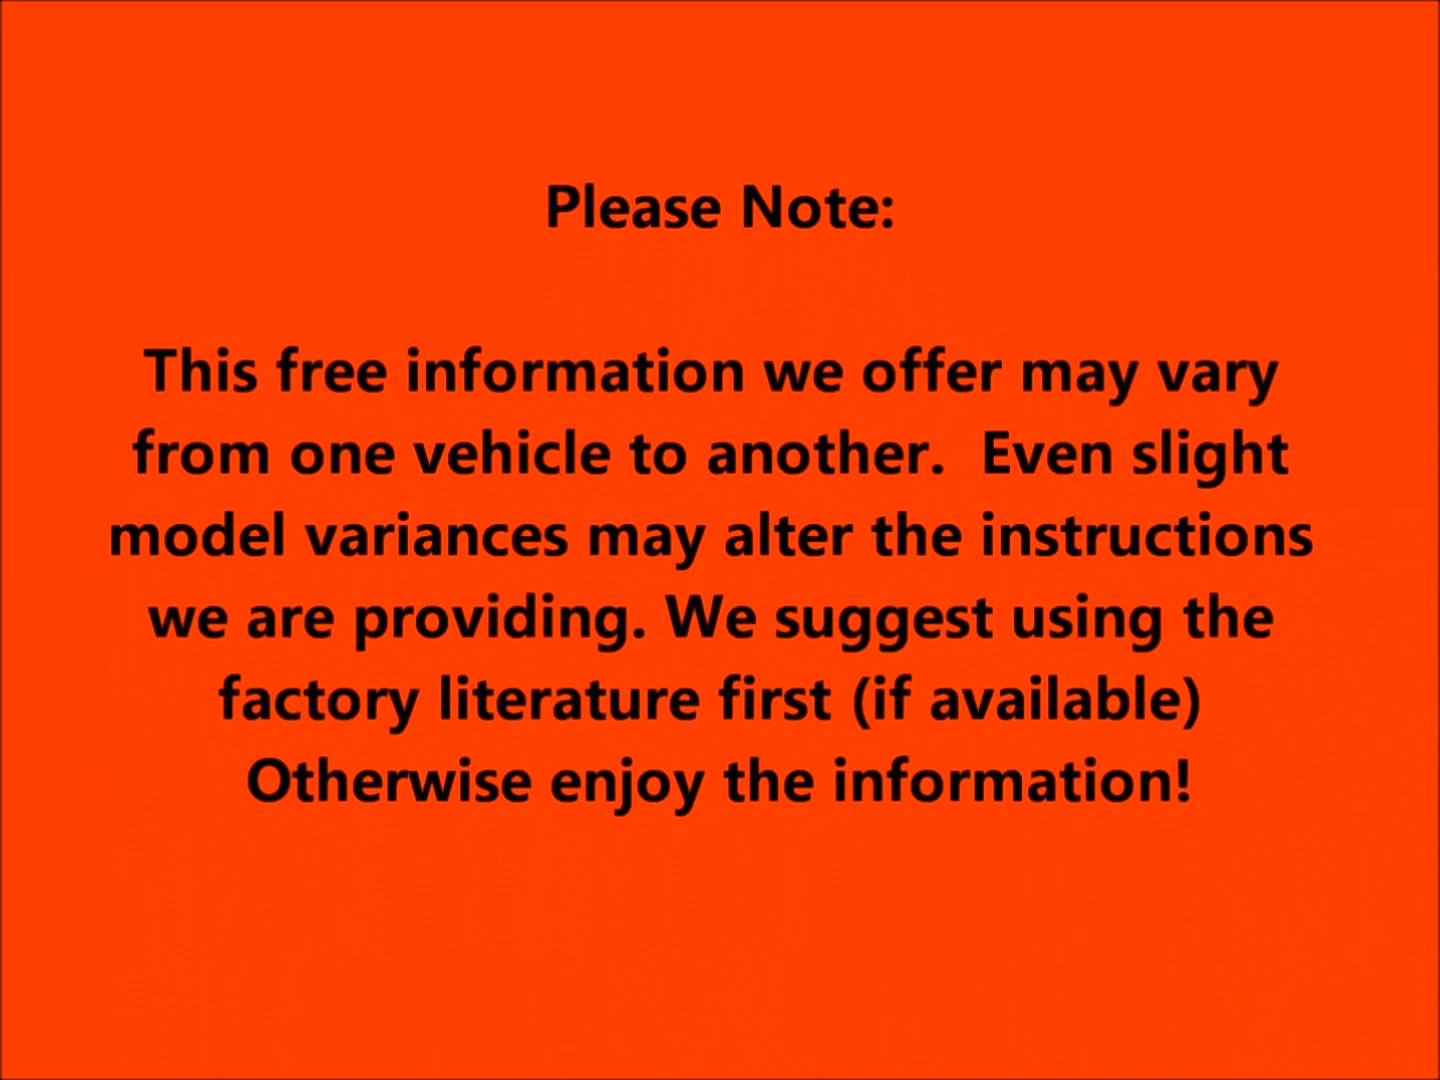 Please Note:
This free information we offer may vary
from one vehicle to another.  Even slight
model variances may alter the instructions
we are providing. We suggest using the
factory literature first (if available)
Otherwise enjoy the information!